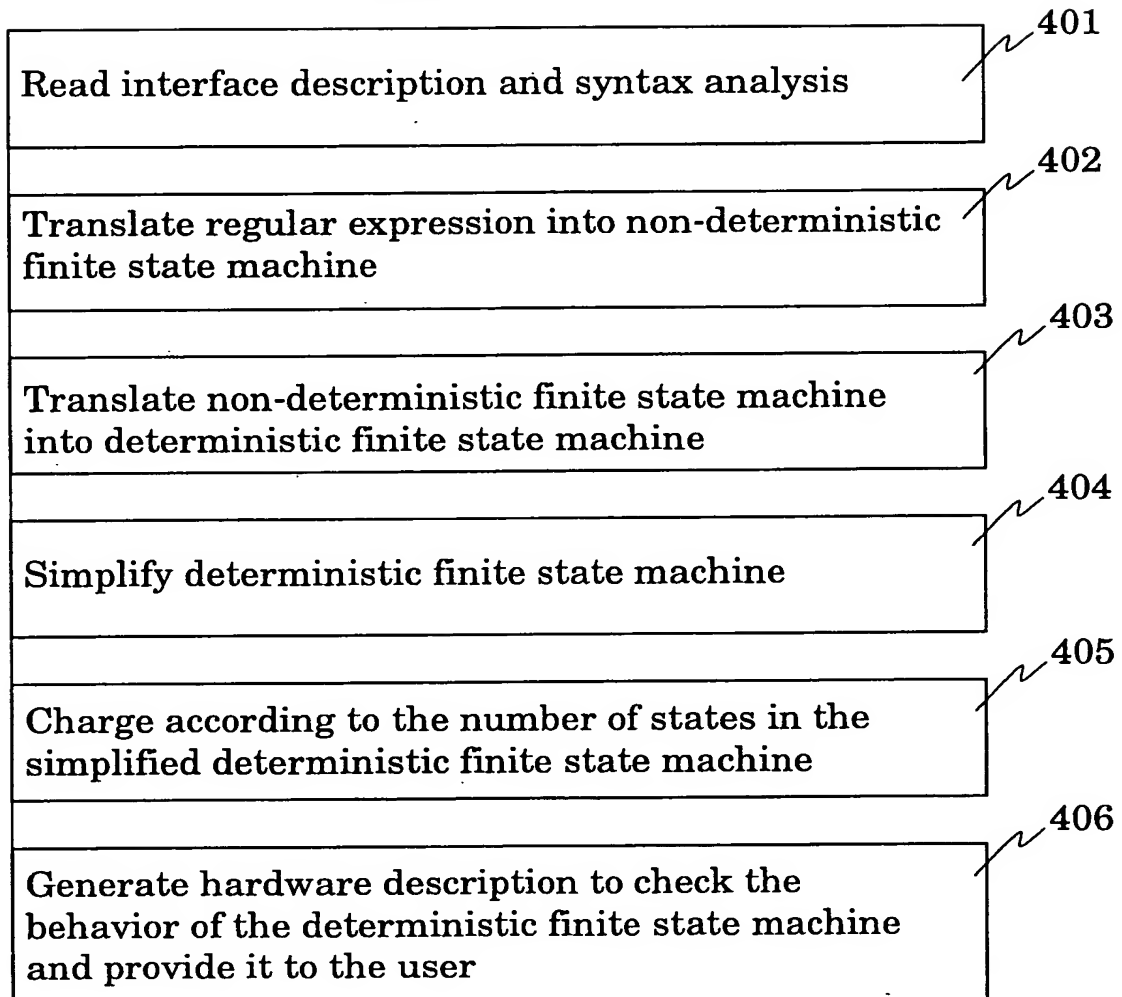 401
Read interface description and syntax analysis
402
Translate regular expression into non-deterministic
finite state machine
403
Translate non-deterministic finite state machine
into deterministic finite state machine
404
Simplify deterministic finite state machine
405
Charge according to the number of states in the
simplified deterministic finite state machine
406
Generate hardware description to check the
behavior of the deterministic finite state machine
and provide it to the user